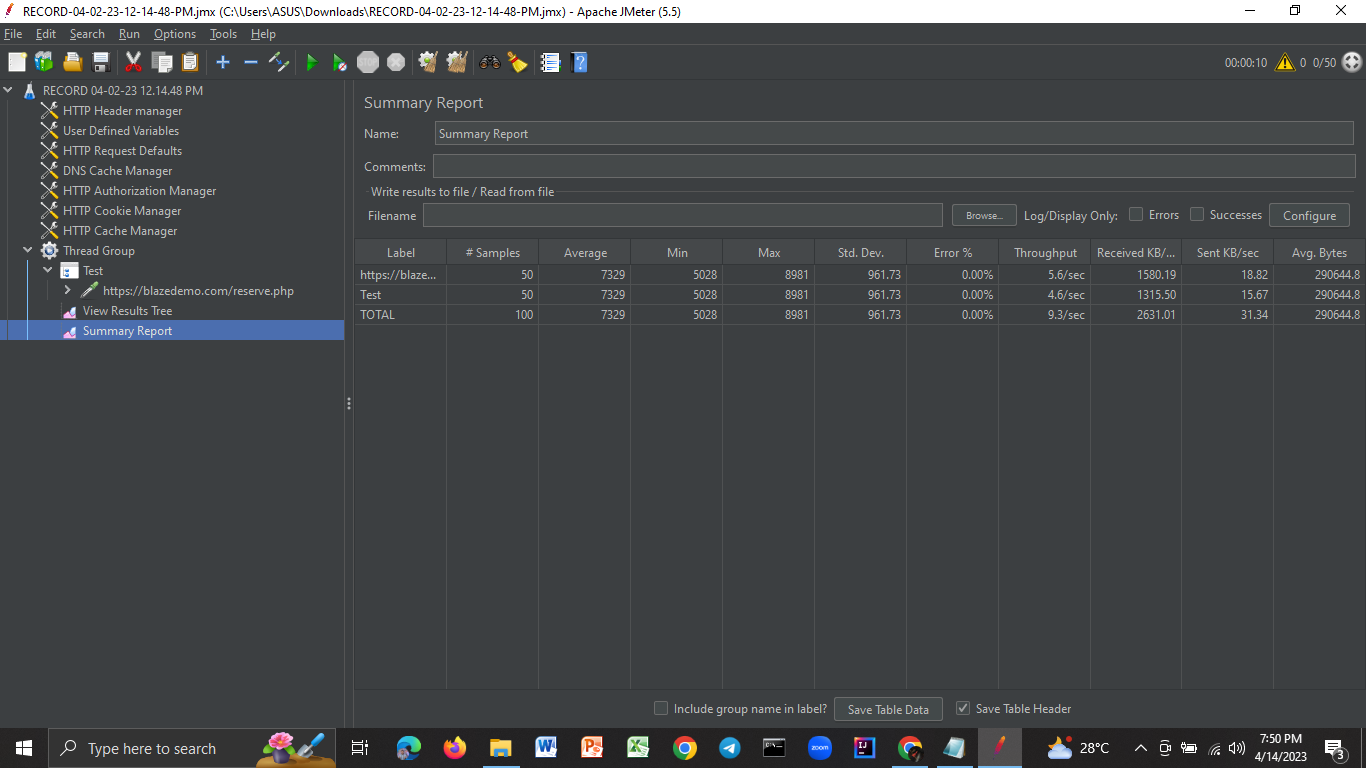 RECORD-04-02-23-12-14-48-PM.jmx (C:\Users\ASUS\Downloads\RECORD-04-02-23-12-14-48-PM.jmx) - Apache JMeter (5.5)
File Edit Search Run Options Tools Help
STOP 00:00:10 0 0/50
RECORD 04-02-23 12.14.48 PM
HTTP Header manager
User Defined Variables
HTTP Request Defaults
DNS Cache Manager
HTTP Authorization Manager
HTTP Cookie Manager
HTTP Cache Manager
Thread Group
Test
https://blazedemo.com/reserve.php
View Results Tree
Summary Report
Summary Report
Name: Summary Report
Comments:
Write results to file / Read from file
Filename Browse... Log/Display Only: Errors Successes Configure
Label # Samples Average Min Max Std. Dev. Error % Throughput Received KB/... Sent KB/sec Avg. Bytes
https://blaze... 50 7329 5028 8981 961.73 0.00% 5.6/sec 1580.19 18.82 290644.8
Test 50 7329 5028 8981 961.73 0.00% 4.6/sec 1315.50 15.67 290644.8
TOTAL 100 7329 5028 8981 961.73 0.00% 9.3/sec 2631.01 31.34 290644.8
Include group name in label? Save Table Data Save Table Header
Type here to search zoom 28°C 7:50 PM
4/14/2023 3